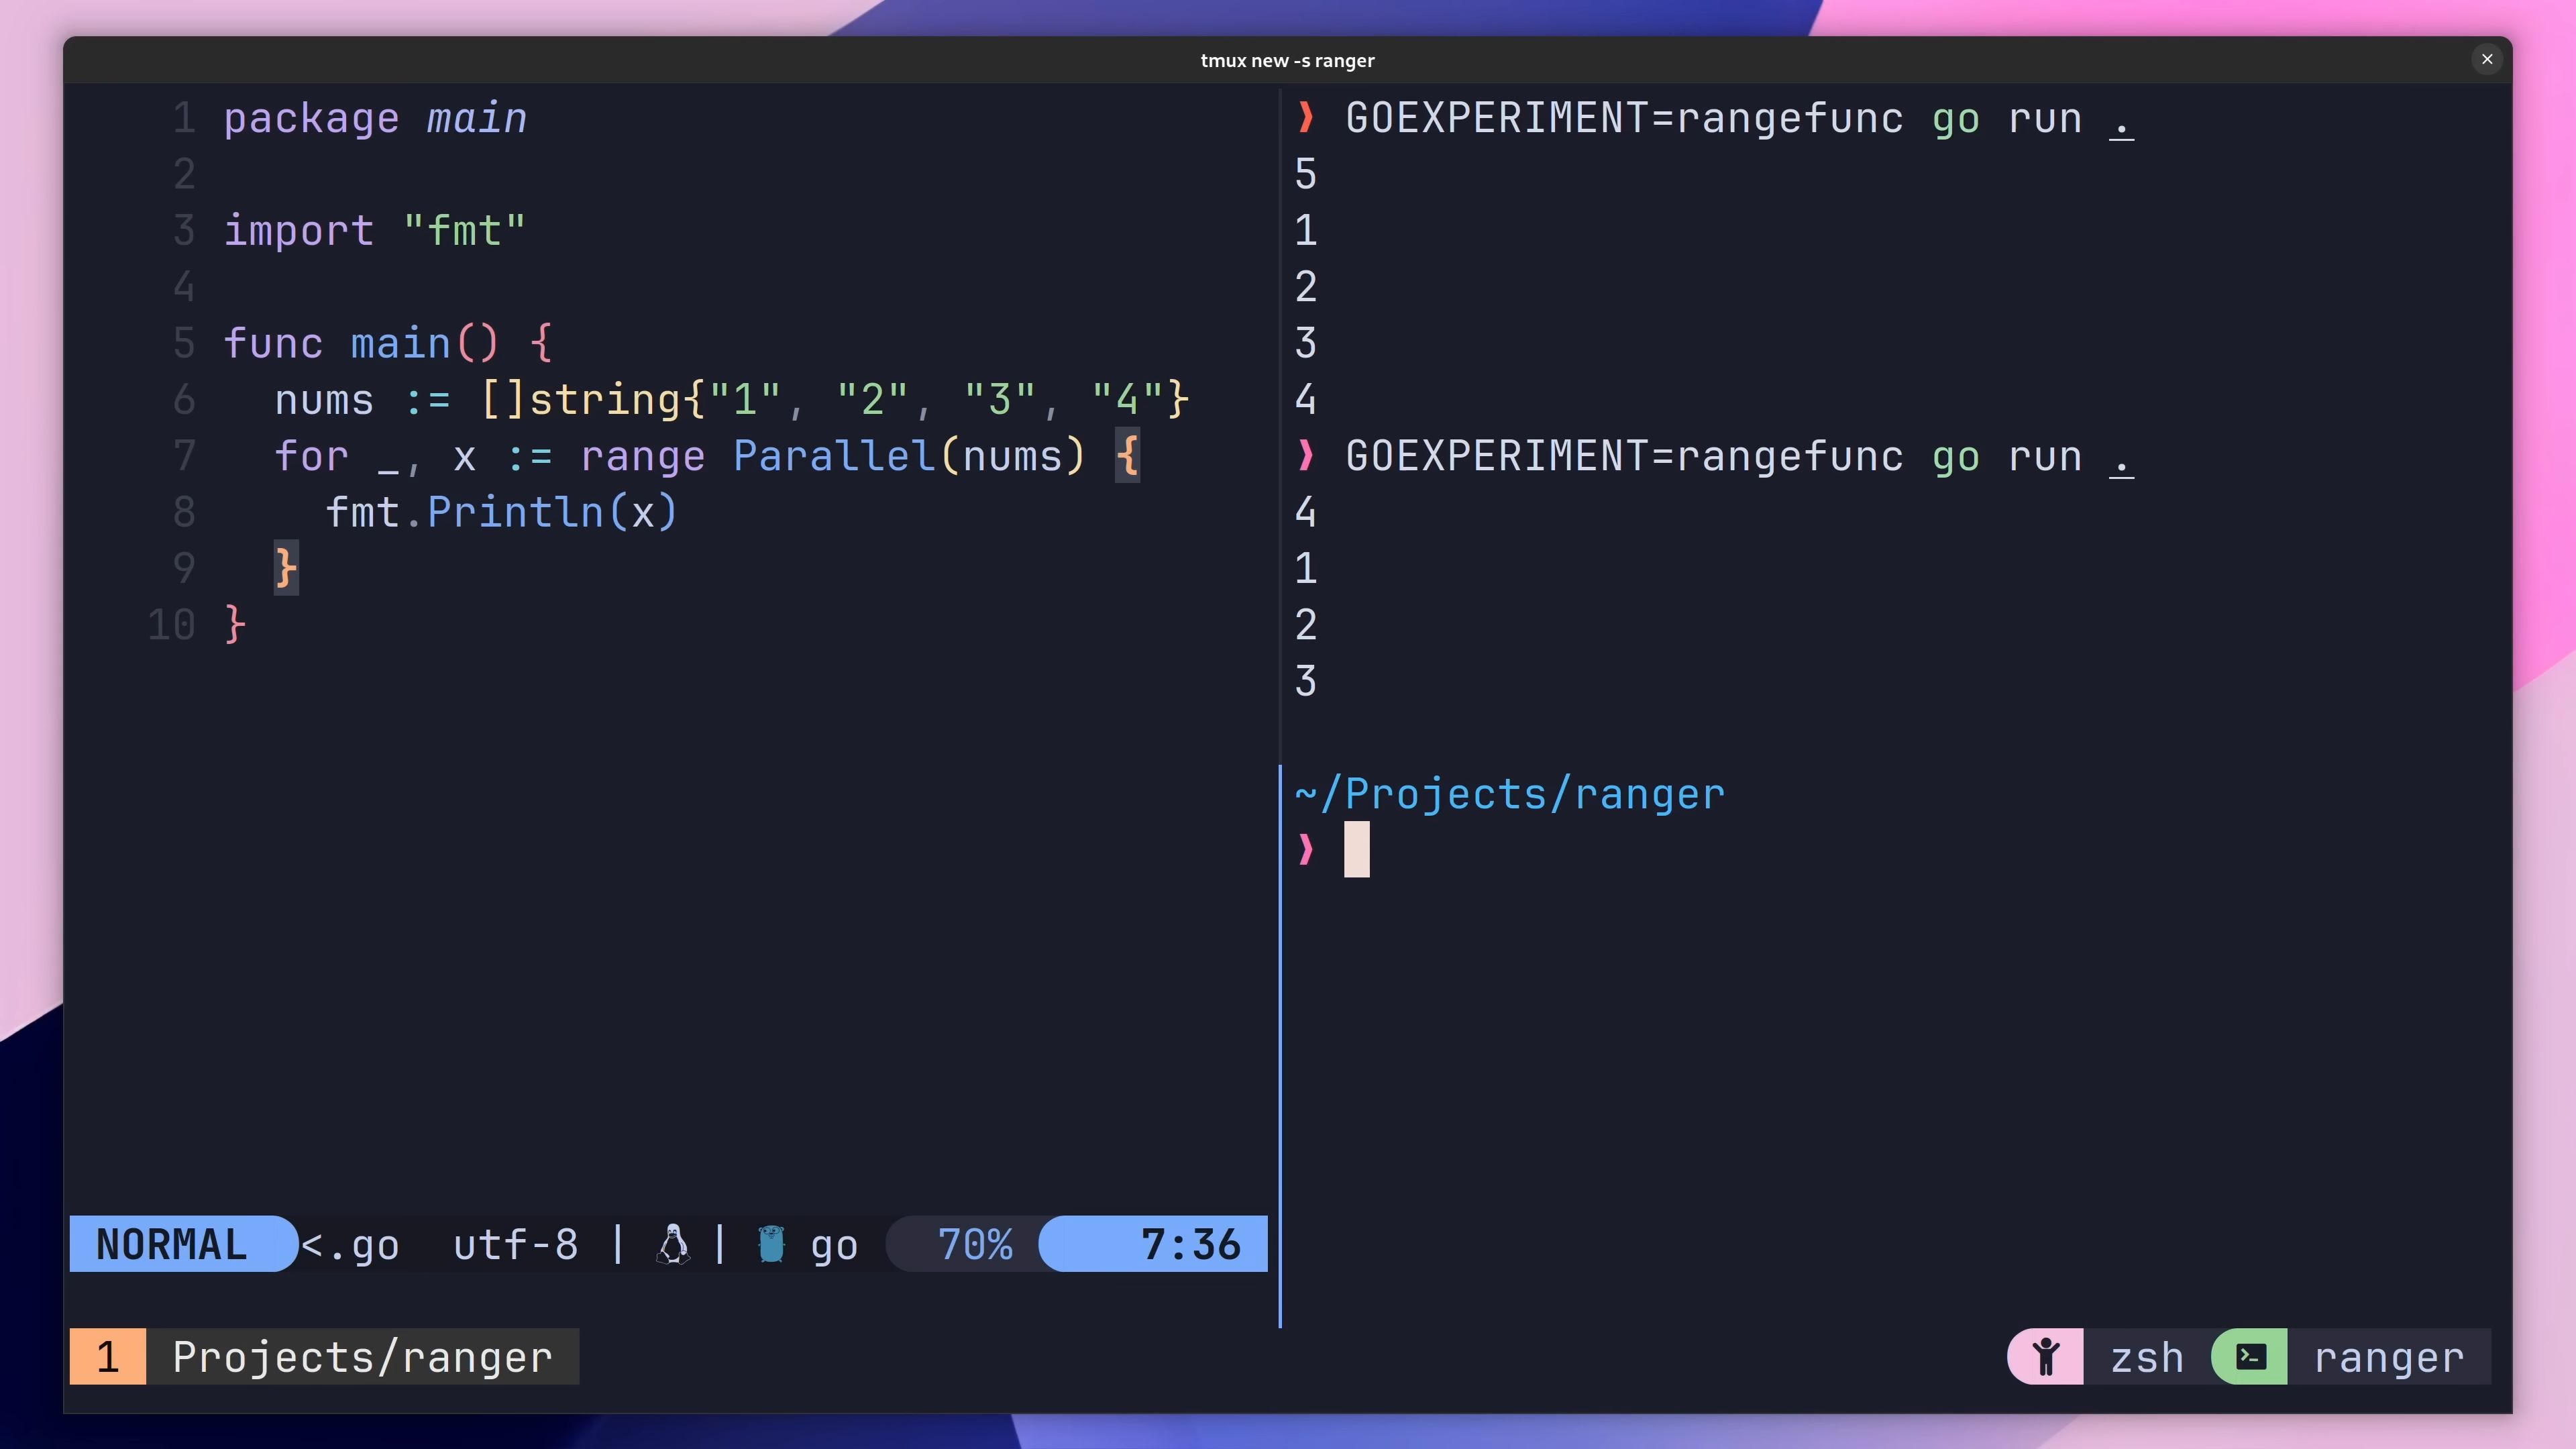 tmux new -s ranger
1 package main
2
3 import "fmt"
4
5 func main() {
6 nums := []string{"1", "2", "3", "4"}
7 for _, x := range Parallel(nums) {
8 fmt.Println(x)
9 }
10 }
NORMAL <.go utf-8 | | go 70% 7:36
❱ GOEXPERIMENT=rangefunc go run .
5
1
2
3
4
❱ GOEXPERIMENT=rangefunc go run .
4
1
2
3
~/Projects/ranger
❱
1 Projects/ranger
zsh ranger